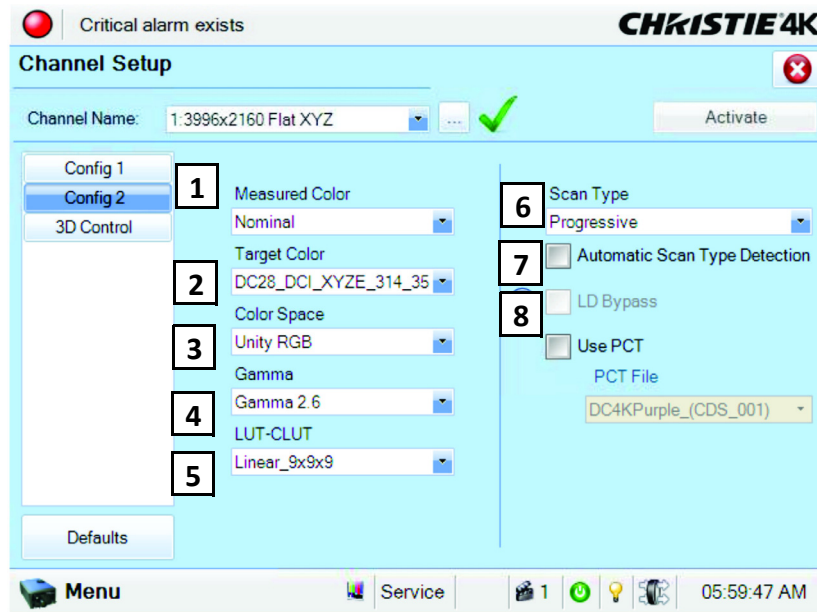 Critical alarm exists
CHRISTIE 4K
Channel Setup
Channel Name: 1:3996x2160 Flat XYZ ... Activate
Config 1
Config 2
3D Control
Defaults
1 Measured Color
Nominal
Target Color
2 DC28_DCI_XYZE_314_35
Color Space
3 Unity RGB
Gamma
4 Gamma 2.6
LUT-CLUT
5 Linear_9x9x9
6 Scan Type
Progressive
7 Automatic Scan Type Detection
8 LD Bypass
Use PCT
PCT File
DC4KPurple_(CDS_001)
Menu Service 1 05:59:47 AM